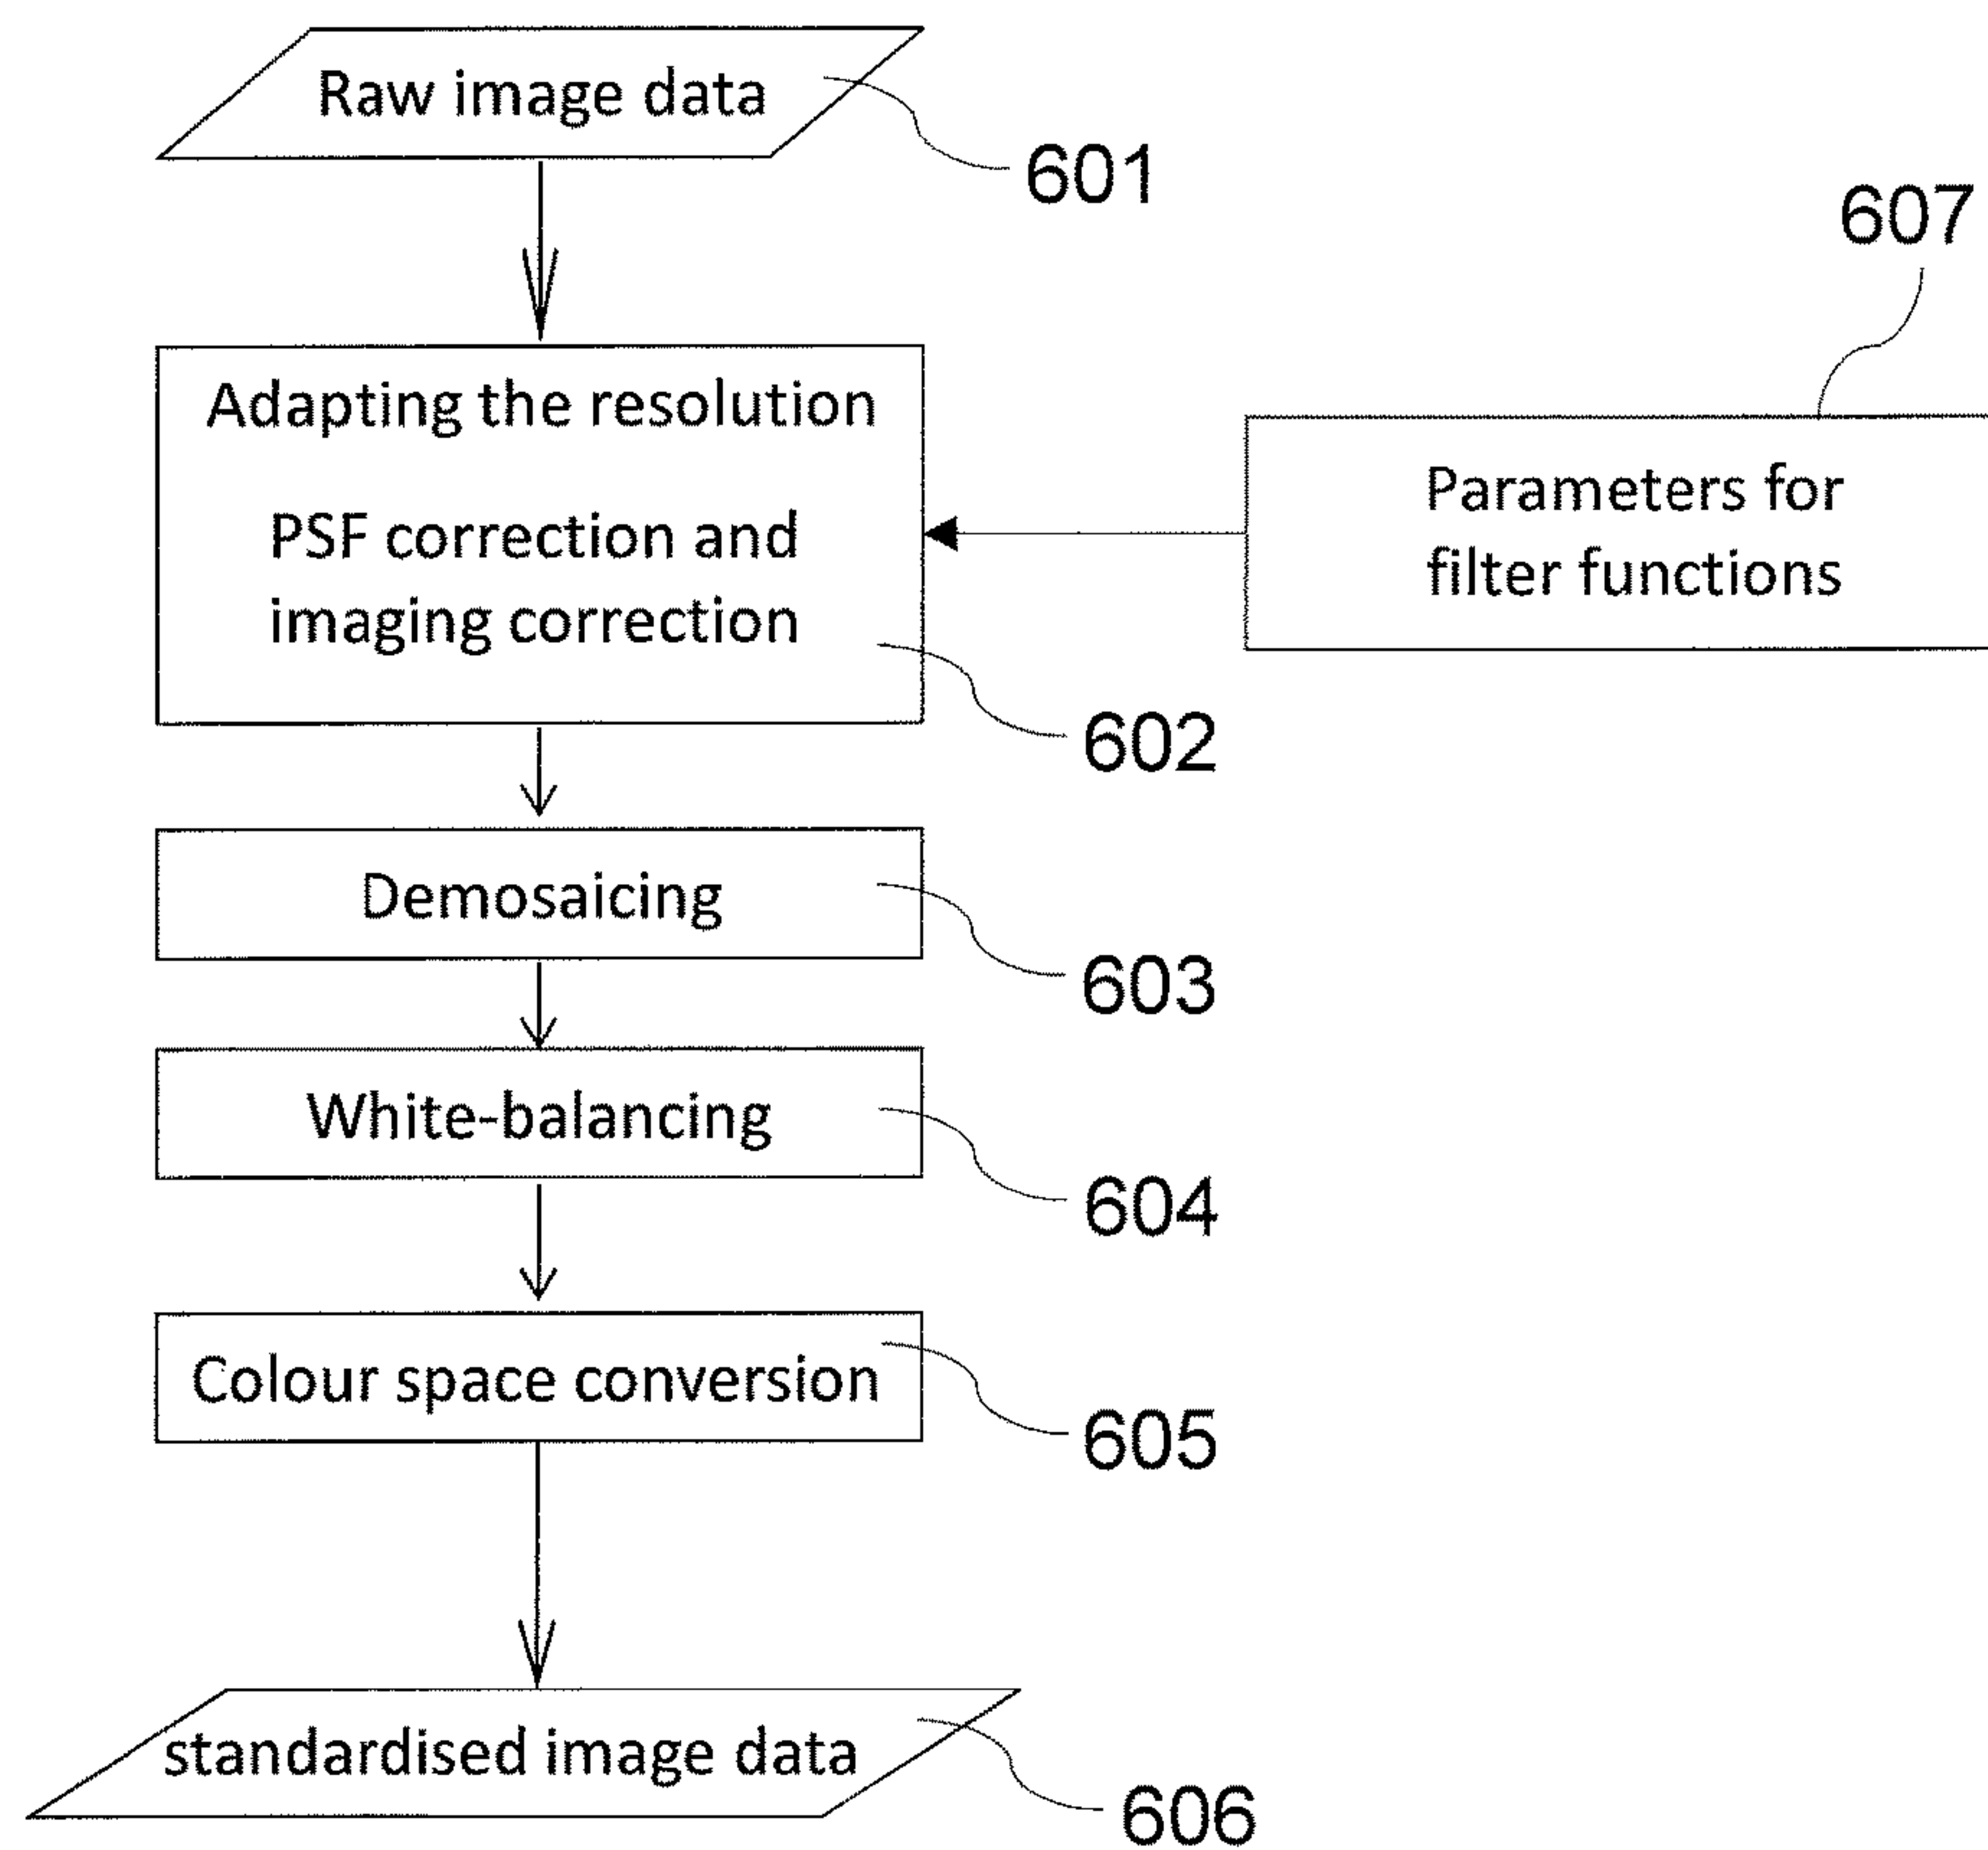 Raw image data
601
607
Adapting the resolution
PSF correction and
imaging correction
602
Parameters for
filter functions
Demosaicing
603
White-balancing
604
Colour space conversion
605
standardised image data
606